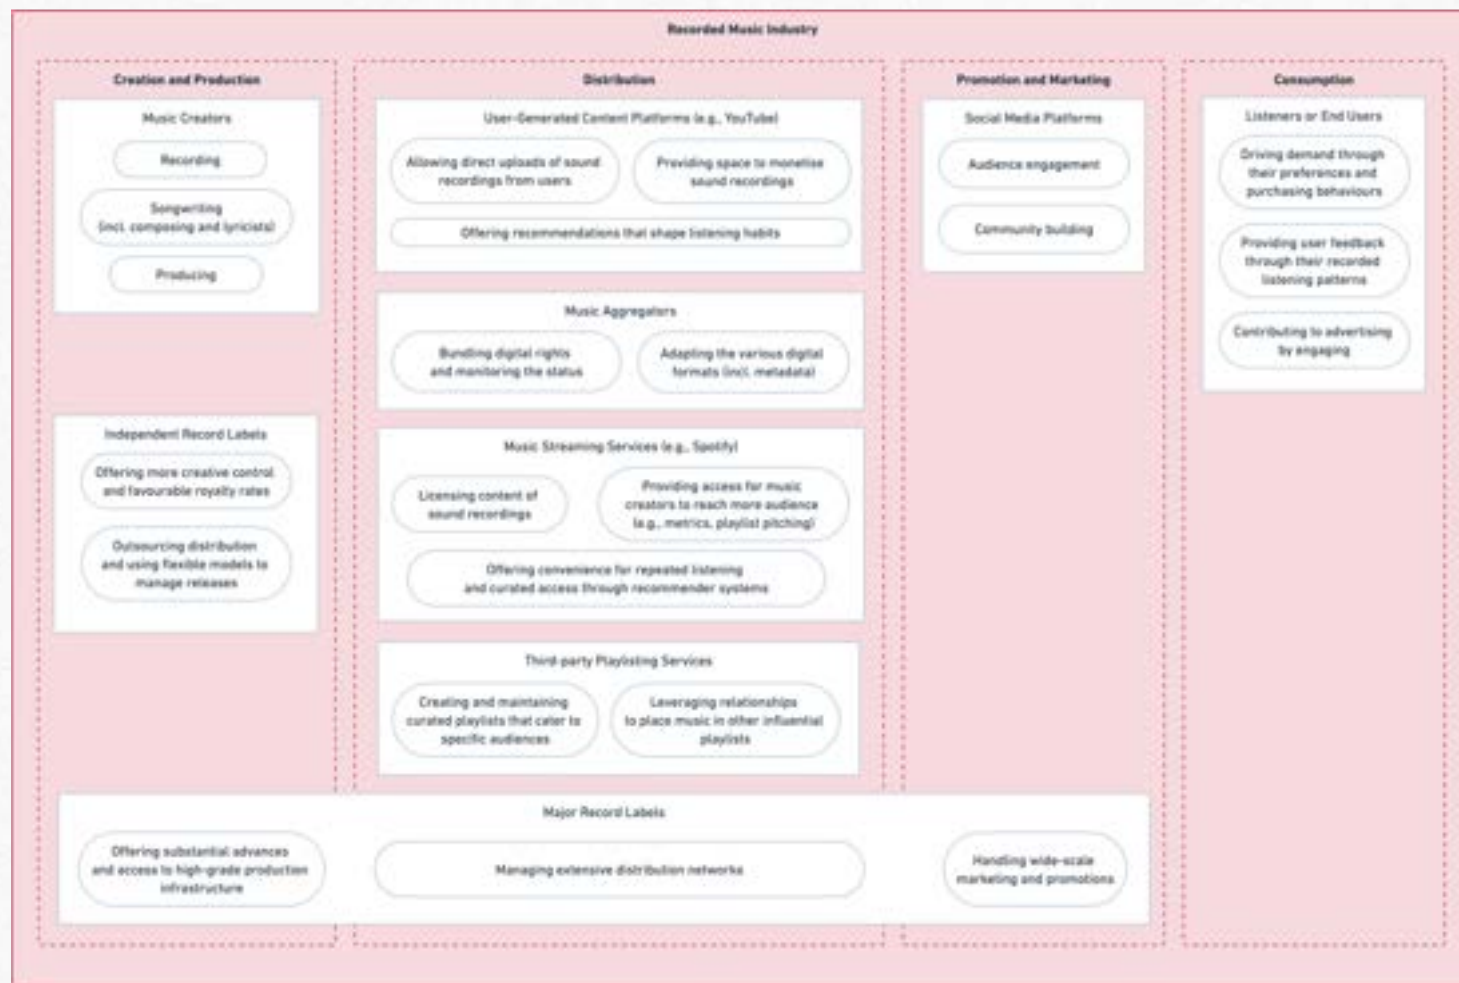 Recorded Music Industry
Creation and Production
Music Creators
Recording
Songwriting
(incl. composing and lyricists)
Producing
Independent Record Labels
Offering more creative control
and favourable royalty rates
Outsourcing distribution
and using flexible models to
manage releases
Distribution
User-Generated Content Platforms (e.g., YouTube)
Allowing direct uploads of sound
recordings from users
Providing space to monetise
sound recordings
Offering recommendations that shape listening habits
Music Aggregators
Bundling digital rights
and monitoring the status
Adapting the various digital
formats (incl. metadata)
Music Streaming Services (e.g., Spotify)
Licensing content of
sound recordings
Providing access for music
creators to reach more audience
(e.g., metrics, playlist pitching)
Offering convenience for repeated listening
and curated access through recommender systems
Third-party Playlisting Services
Creating and maintaining
curated playlists that cater to
specific audiences
Leveraging relationships
to place music in other influential
playlists
Promotion and Marketing
Social Media Platforms
Audience engagement
Community building
Consumption
Listeners or End Users
Driving demand through
their preferences and
purchasing behaviours
Providing user feedback
through their recorded
listening patterns
Contributing to advertising
by engaging
Major Record Labels
Offering substantial advances
and access to high-grade production
infrastructure
Managing extensive distribution networks
Handling wide-scale
marketing and promotions